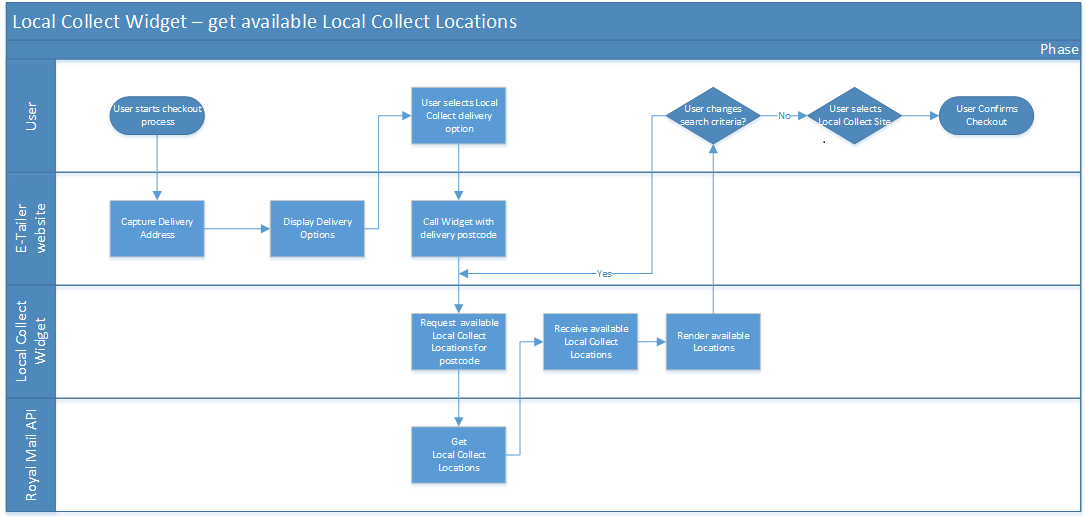 Local Collect Widget – get available Local Collect Locations
Phase
User
User starts checkout
process
User selects Local
Collect delivery
option
User changes
search criteria?
No
User selects
Local Collect Site
.
User Confirms
Checkout
E-Tailer
website
Capture Delivery
Address
Display Delivery
Options
Call Widget with
delivery postcode
Yes
Local Collect
Widget
Request available
Local Collect
Locations for
postcode
Receive available
Local Collect
Locations
Render available
Locations
Royal Mail API
Get
Local Collect
Locations